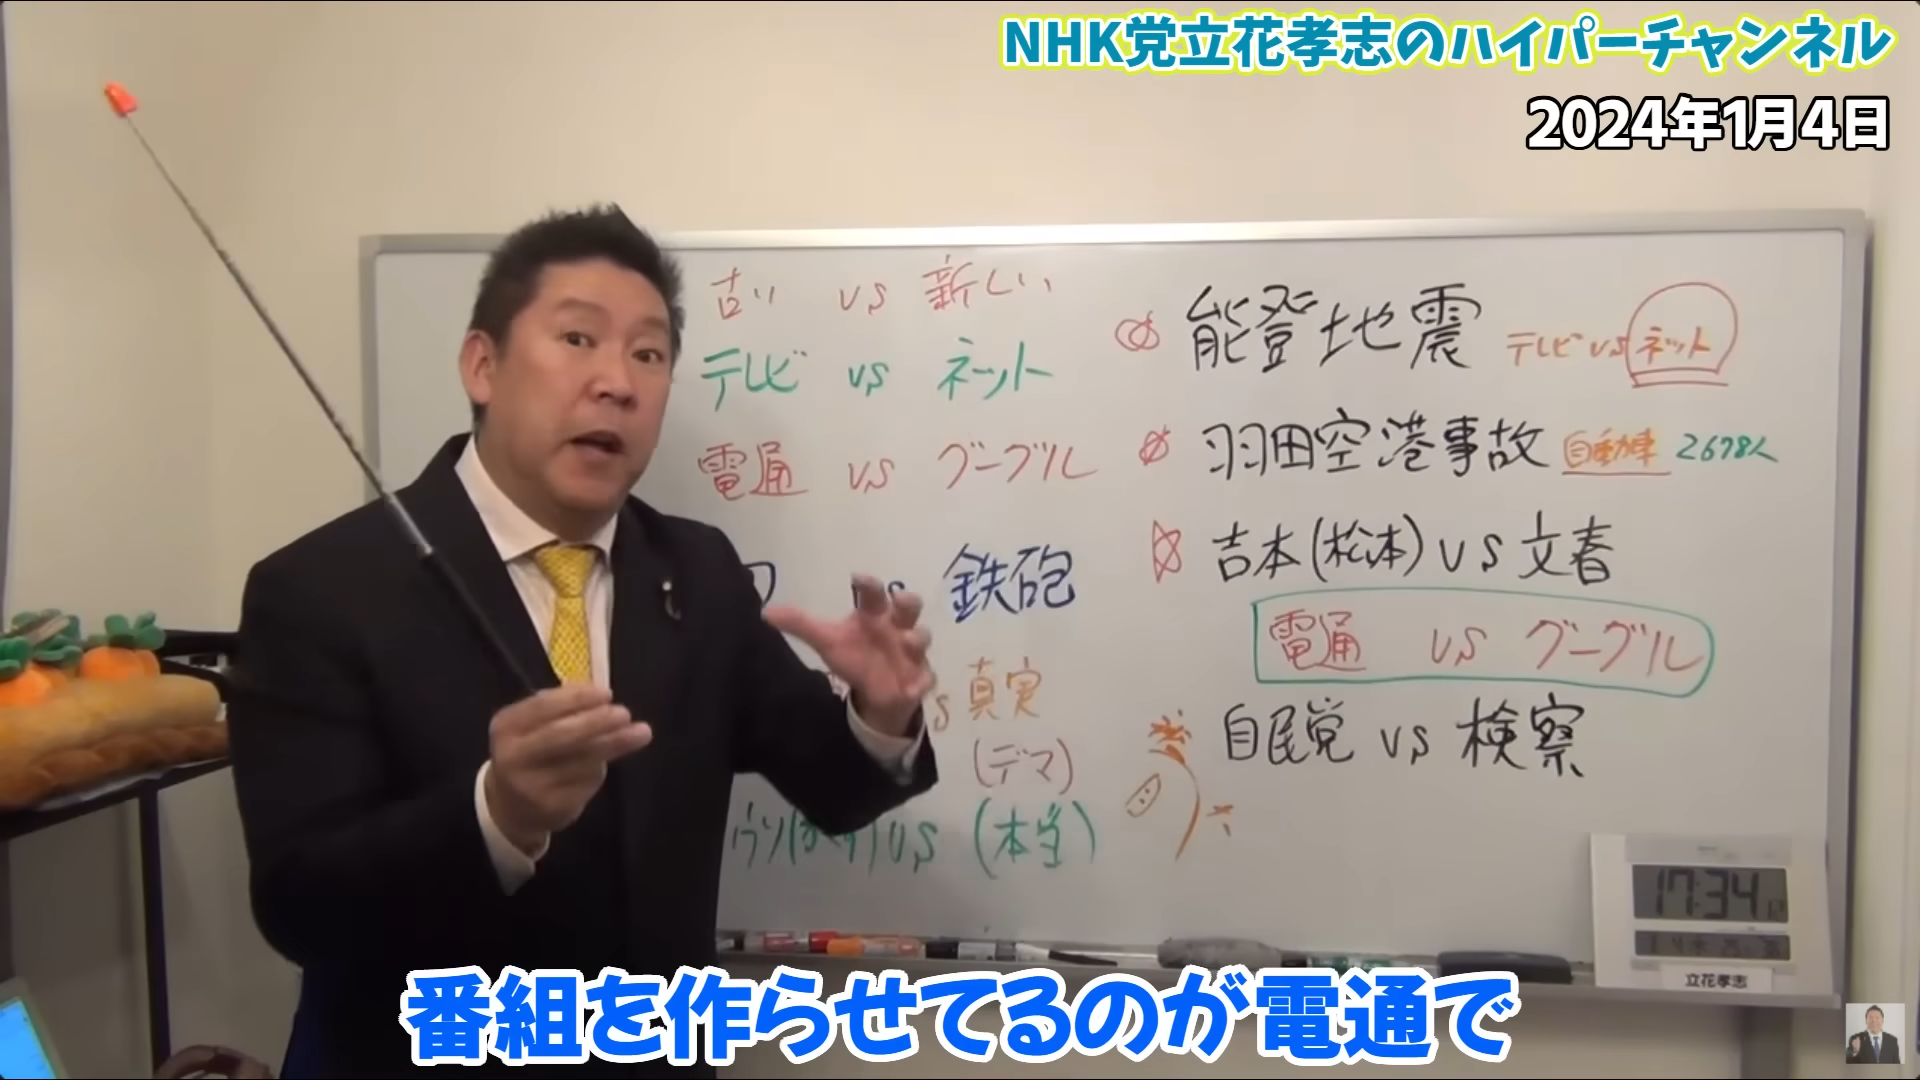 NHK党立花孝志のハイパーチャンネル
2024年1月4日
古い vs 新しい
テレビ vs ネット
電通 vs グーグル
vs 鉄砲
s 真実
(デマ)
vs (本当)
能登地震 テレビ vs ネット
羽田空港事故 自動車 2678人
吉本(松本) vs 文春
電通 vs グーグル
自民党 vs 検察
17:34
立花孝志
番組を作らせてるのが電通で